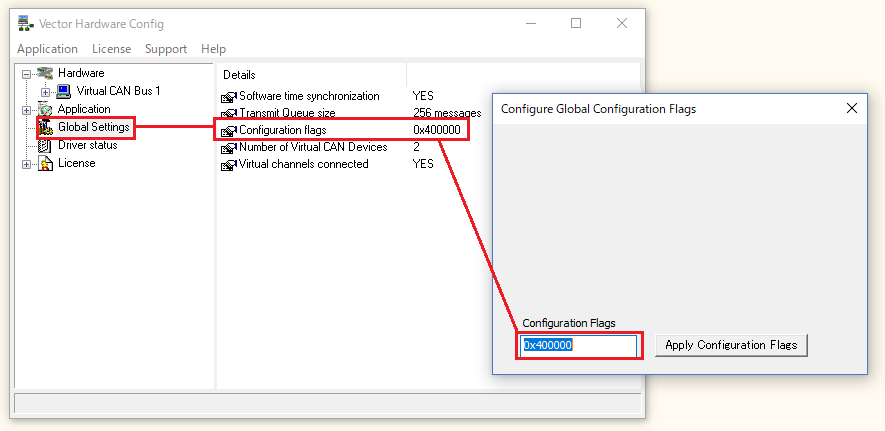 Vector Hardware Config
Application License Support Help
Hardware
Virtual CAN Bus 1
Application
Global Settings
Driver status
License
Details
Software time synchronization YES
Transmit Queue size 256 messages
Configuration flags 0x400000
Number of Virtual CAN Devices 2
Virtual channels connected YES
Configure Global Configuration Flags
Configuration Flags
0x400000
Apply Configuration Flags